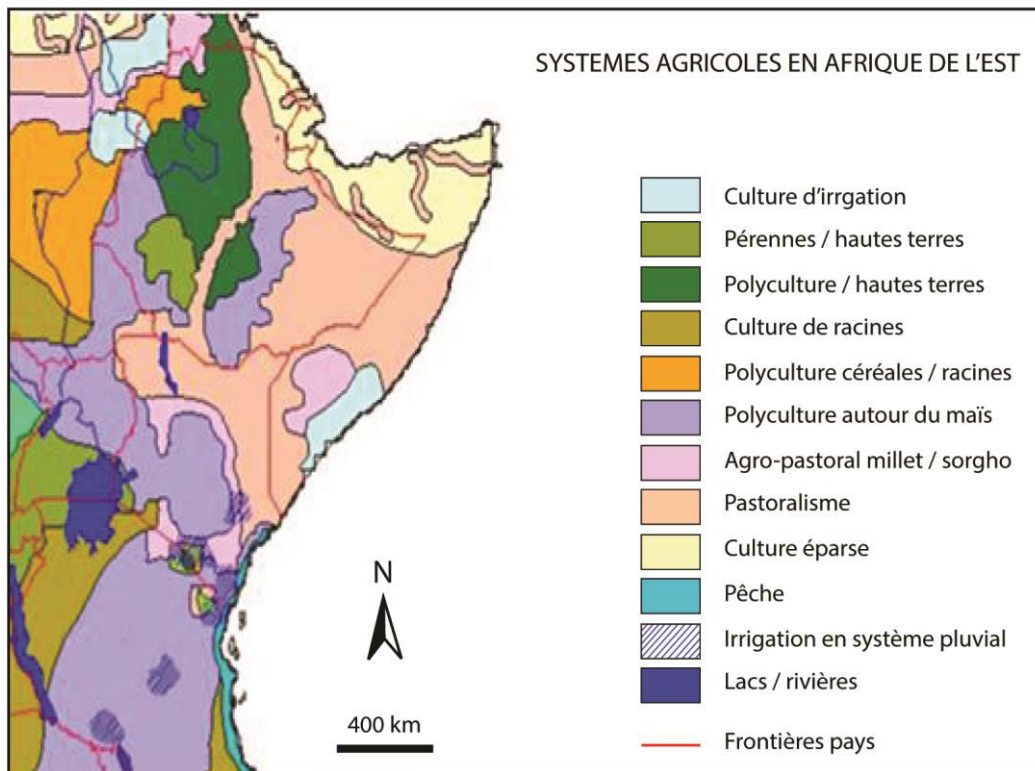 SYSTEMES AGRICOLES EN AFRIQUE DE L'EST
Culture d'irrgation
Pérennes / hautes terres
Polyculture / hautes terres
Culture de racines
Polyculture céréales / racines
Polyculture autour du maïs
Agro-pastoral millet / sorgho
Pastoralisme
Culture éparse
Pêche
Irrigation en système pluvial
Lacs / rivières
Frontières pays
N
400 km